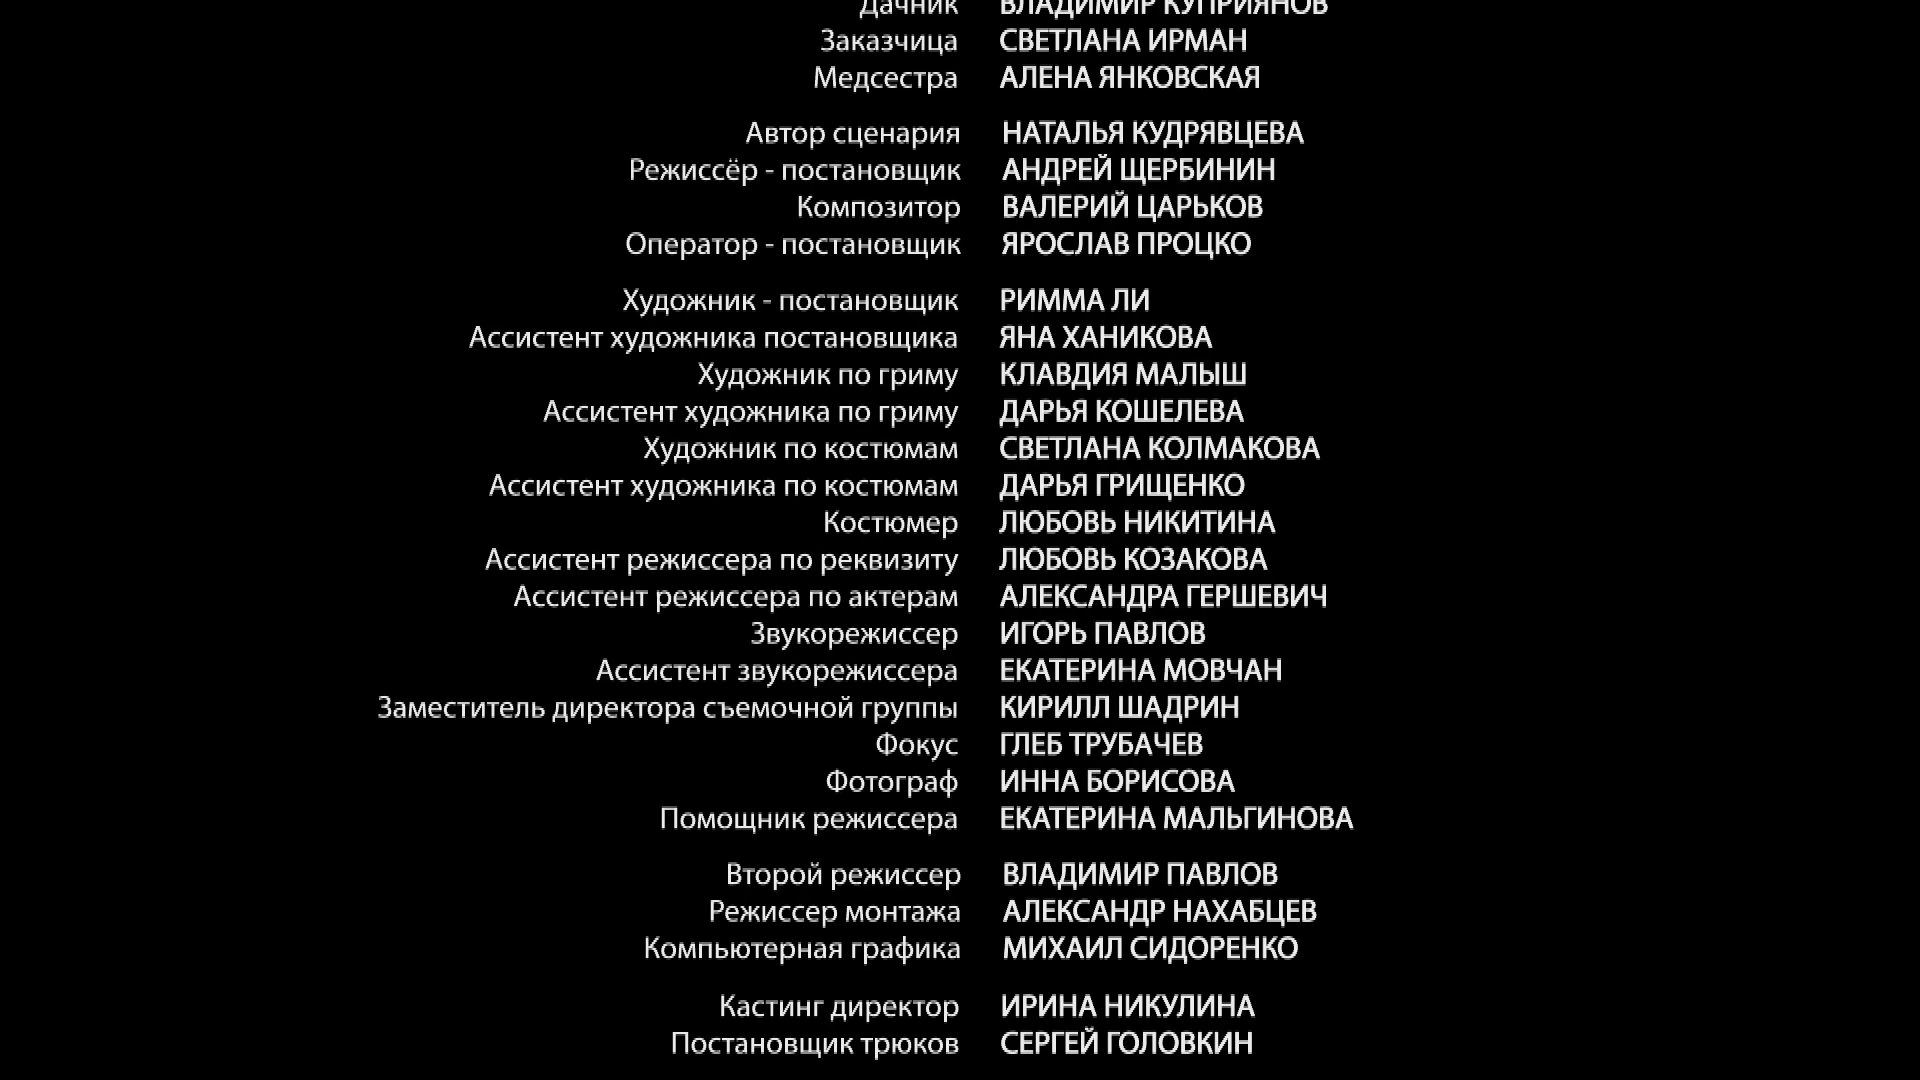 Дачник ВЛАДИМИР КУПРИЯНОВ
Заказчица СВЕТЛАНА ИРМАН
Медсестра АЛЕНА ЯНКОВСКАЯ
Автор сценария НАТАЛЬЯ КУДРЯВЦЕВА
Режиссёр - постановщик АНДРЕЙ ЩЕРБИНИН
Композитор ВАЛЕРИЙ ЦАРЬКОВ
Оператор - постановщик ЯРОСЛАВ ПРОЦКО
Художник - постановщик РИММА ЛИ
Ассистент художника постановщика ЯНА ХАНИКОВА
Художник по гриму КЛАВДИЯ МАЛЫШ
Ассистент художника по гриму ДАРЬЯ КОШЕЛЕВА
Художник по костюмам СВЕТЛАНА КОЛМАКОВА
Ассистент художника по костюмам ДАРЬЯ ГРИЩЕНКО
Костюмер ЛЮБОВЬ НИКИТИНА
Ассистент режиссера по реквизиту ЛЮБОВЬ КОЗАКОВА
Ассистент режиссера по актерам АЛЕКСАНДРА ГЕРШЕВИЧ
Звукорежиссер ИГОРЬ ПАВЛОВ
Ассистент звукорежиссера ЕКАТЕРИНА МОВЧАН
Заместитель директора съемочной группы КИРИЛЛ ШАДРИН
Фокус ГЛЕБ ТРУБАЧЕВ
Фотограф ИННА БОРИСОВА
Помощник режиссера ЕКАТЕРИНА МАЛЬГИНОВА
Второй режиссер ВЛАДИМИР ПАВЛОВ
Режиссер монтажа АЛЕКСАНДР НАХАБЦЕВ
Компьютерная графика МИХАИЛ СИДОРЕНКО
Кастинг директор ИРИНА НИКУЛИНА
Постановщик трюков СЕРГЕЙ ГОЛОВКИН